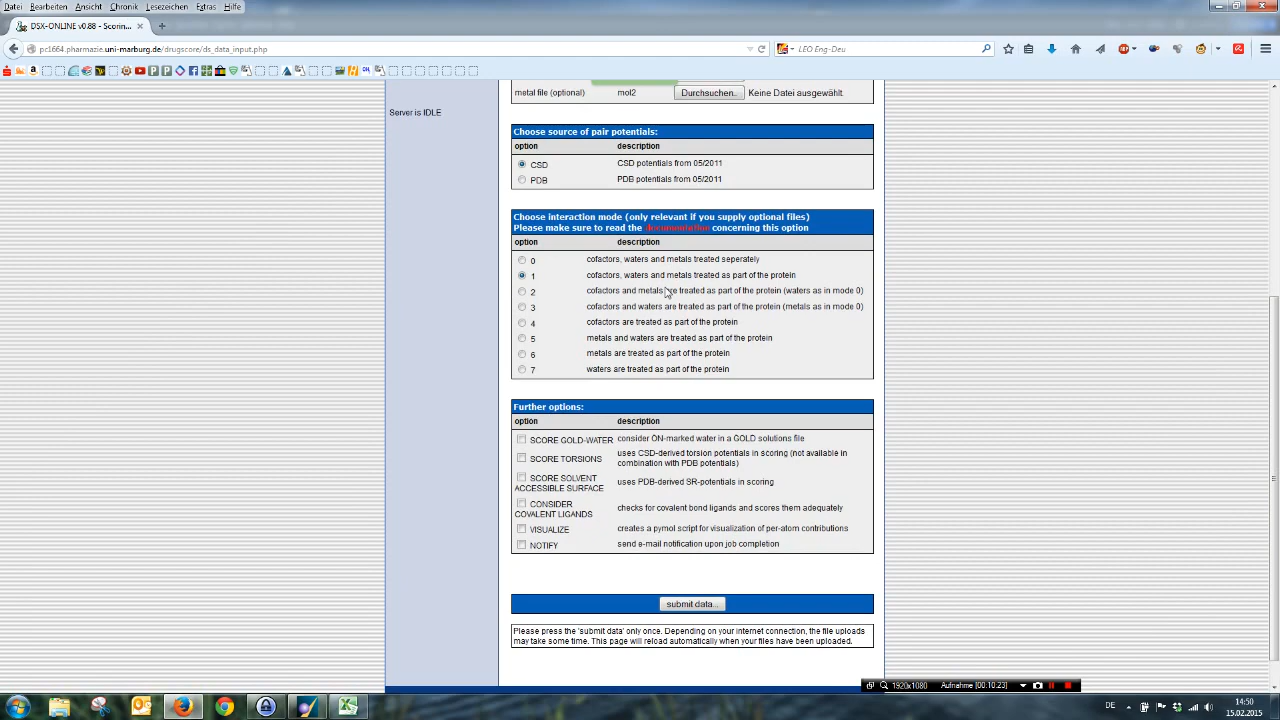 Datei Bearbeiten Ansicht Chronik Lesezeichen Extras Hilfe
DSX-ONLINE v0.88 - Scorin...
pc1664.pharmazie.uni-marburg.de/drugscore/ds_data_input.php
LEO Eng-Deu
metal file (optional) mol2 Durchsuchen.. Keine Datei ausgewählt.
Server is IDLE
Choose source of pair potentials:
option description
CSD CSD potentials from 05/2011
PDB PDB potentials from 05/2011
Choose interaction mode (only relevant if you supply optional files)
Please make sure to read the documentation concerning this option
option description
0 cofactors, waters and metals treated seperately
1 cofactors, waters and metals treated as part of the protein
2 cofactors and metals are treated as part of the protein (waters as in mode 0)
3 cofactors and waters are treated as part of the protein (metals as in mode 0)
4 cofactors are treated as part of the protein
5 metals and waters are treated as part of the protein
6 metals are treated as part of the protein
7 waters are treated as part of the protein
Further options:
option description
SCORE GOLD-WATER consider ON-marked water in a GOLD solutions file
SCORE TORSIONS uses CSD-derived torsion potentials in scoring (not available in
combination with PDB potentials)
SCORE SOLVENT
ACCESSIBLE SURFACE uses PDB-derived SR-potentials in scoring
CONSIDER
COVALENT LIGANDS checks for covalent bond ligands and scores them adequately
VISUALIZE creates a pymol script for visualization of per-atom contributions
NOTIFY send e-mail notification upon job completion
submit data...
Please press the 'submit data' only once. Depending on your internet connection, the file uploads
may take some time. This page will reload automatically when your files have been uploaded.
1920x1080 Aufnahme [00:10:23]
DE 14:50
15.02.2015